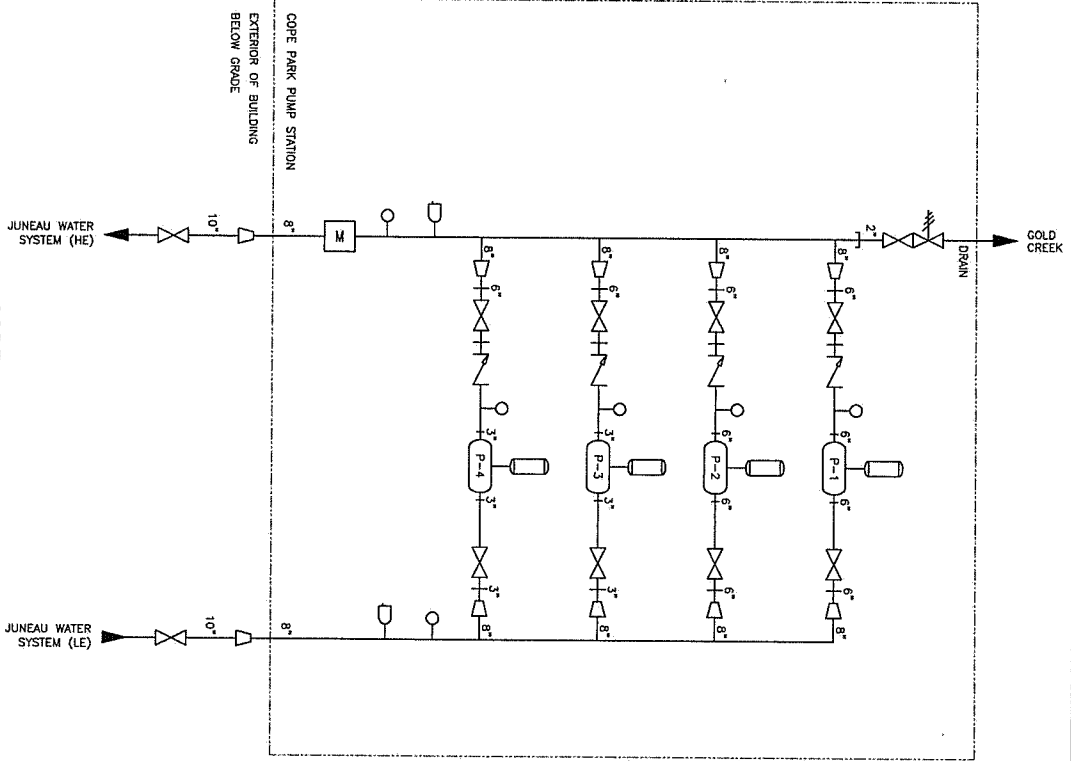 COPE PARK PUMP STATION
EXTERIOR OF BUILDING
BELOW GRADE
JUNEAU WATER
SYSTEM (HE)
10"
8"
M
2"
DRAIN
GOLD
CREEK
8"
8"
8"
8"
6"
6"
6"
6"
3"
3"
6"
6"
P-4
P-3
P-2
P-1
3"
3"
6"
6"
3"
3"
6"
6"
8"
8"
8"
8"
JUNEAU WATER
SYSTEM (LE)
10"
8"